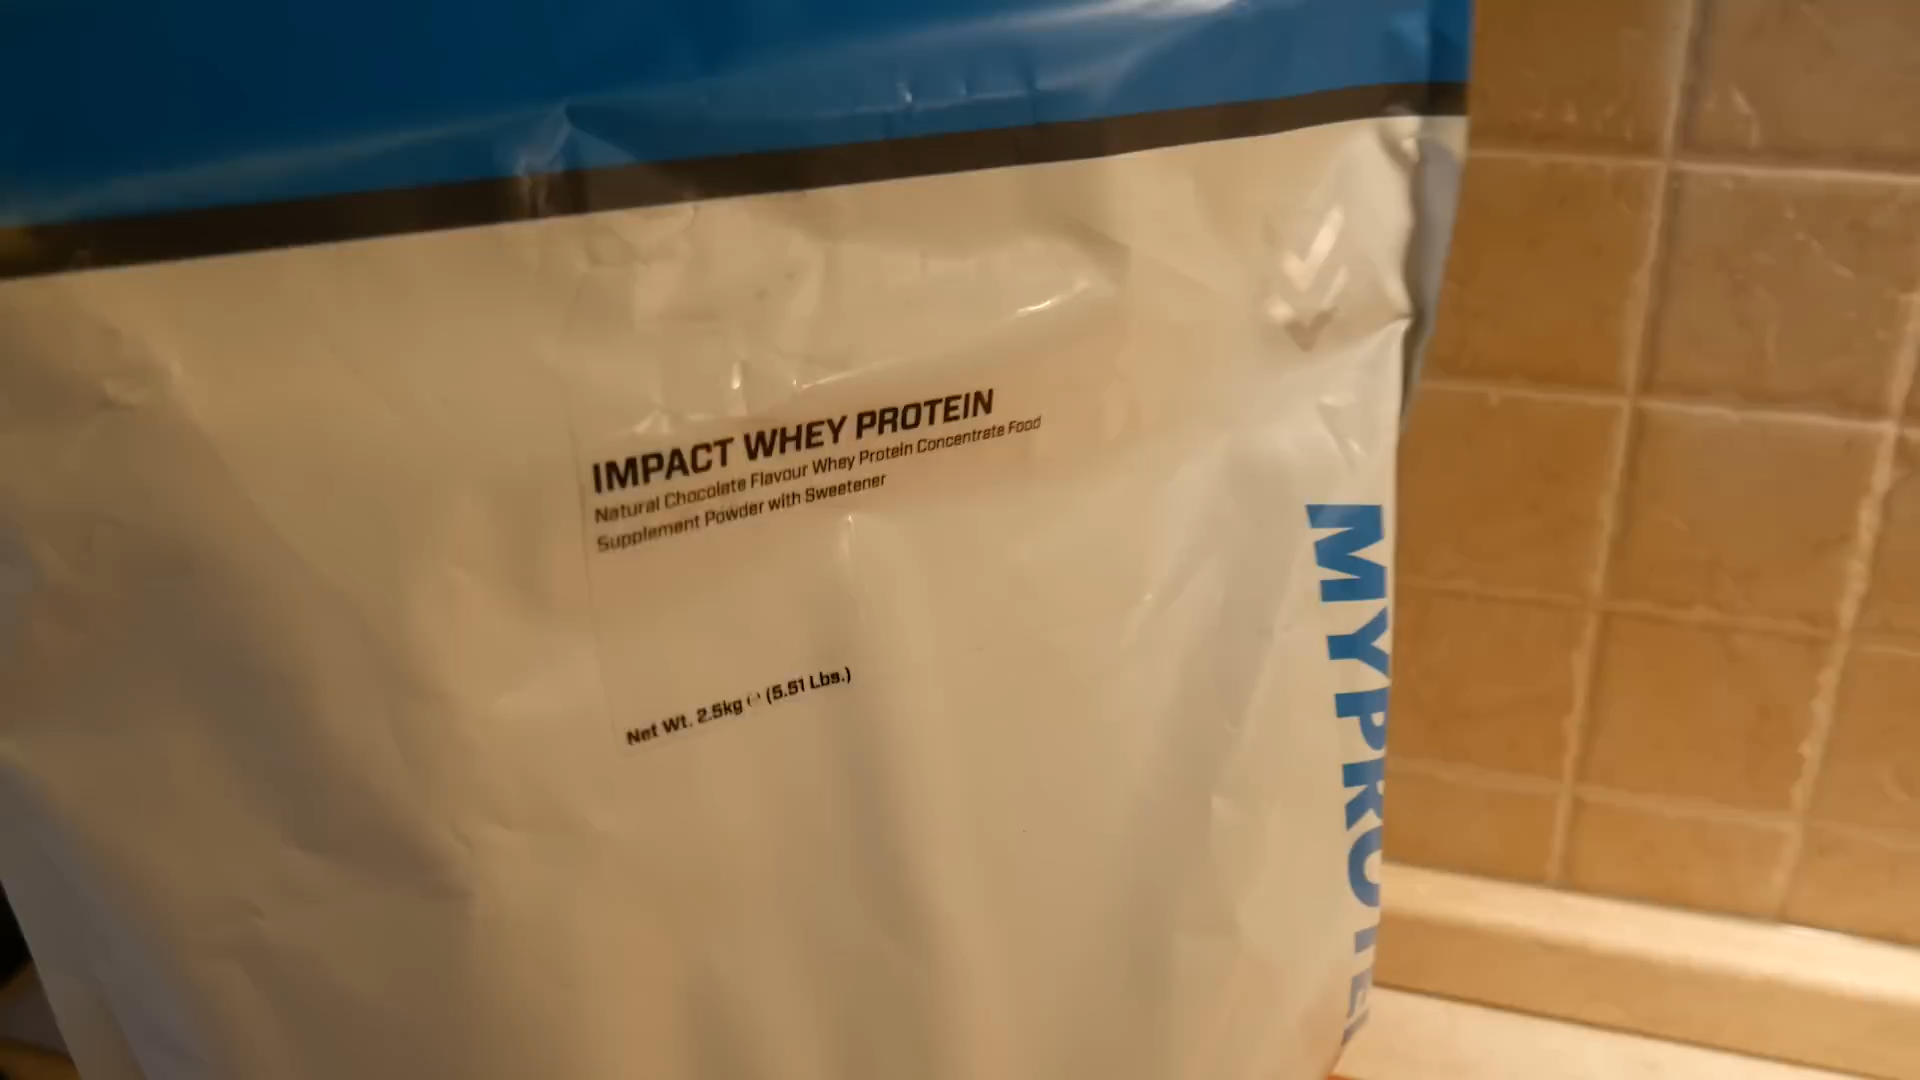 IMPACT WHEY PROTEIN
Natural Chocolate Flavour Whey Protein Concentrate Food
Supplement Powder with Sweetener
Net Wt. 2.5kg ℮ (5.51 Lbs.)
MYPROTEI